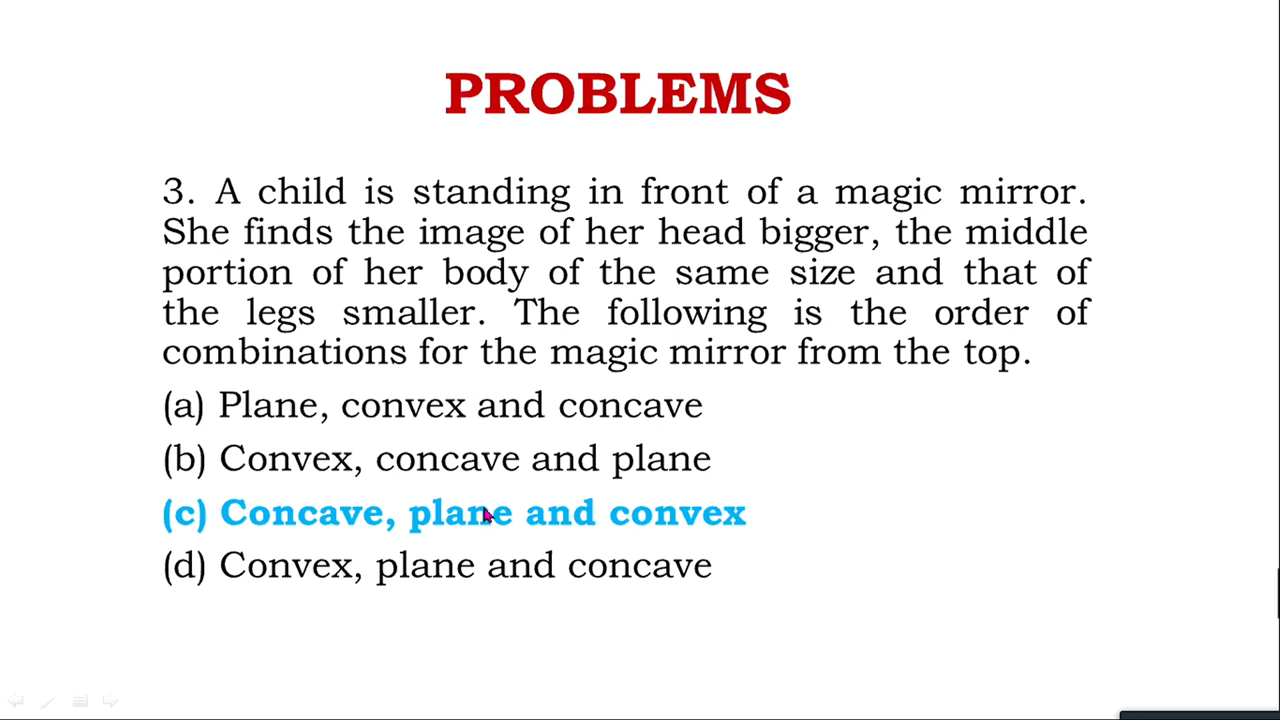 PROBLEMS
3. A child is standing in front of a magic mirror.
She finds the image of her head bigger, the middle
portion of her body of the same size and that of
the legs smaller. The following is the order of
combinations for the magic mirror from the top.
(a) Plane, convex and concave
(b) Convex, concave and plane
(c) Concave, plane and convex
(d) Convex, plane and concave